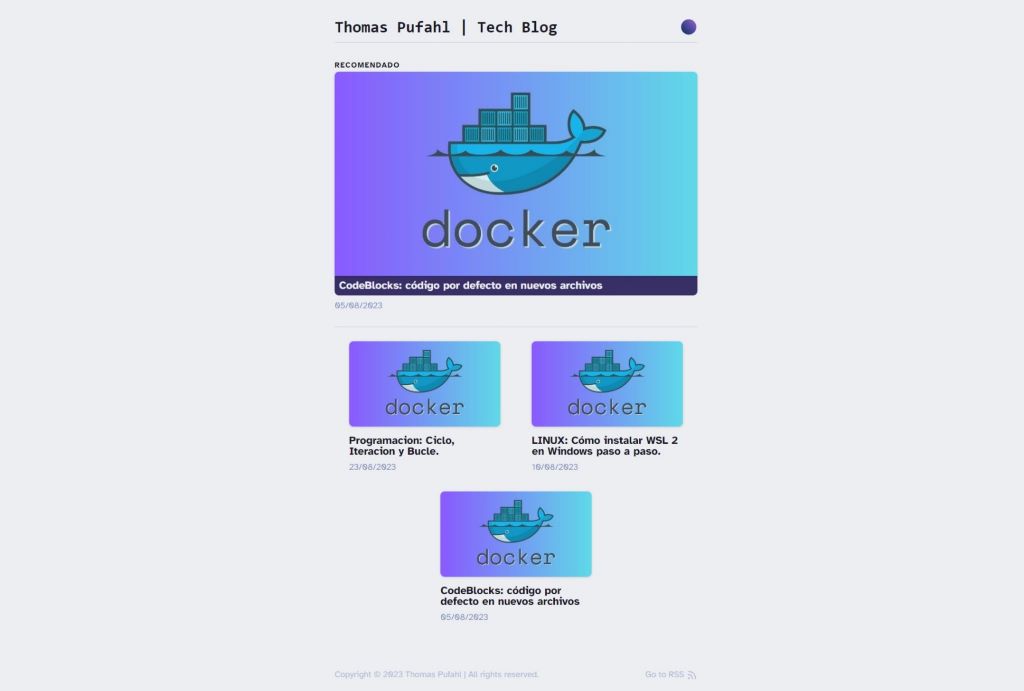 Thomas Pufahl | Tech Blog
RECOMENDADO
docker
CodeBlocks: código por defecto en nuevos archivos
05/08/2023
docker
Programacion: Ciclo,
Iteracion y Bucle.
23/08/2023
docker
LINUX: Cómo instalar WSL 2
en Windows paso a paso.
10/08/2023
docker
CodeBlocks: código por
defecto en nuevos archivos
05/08/2023
Copyright © 2023 Thomas Pufahl | All rights reserved.
Go to RSS